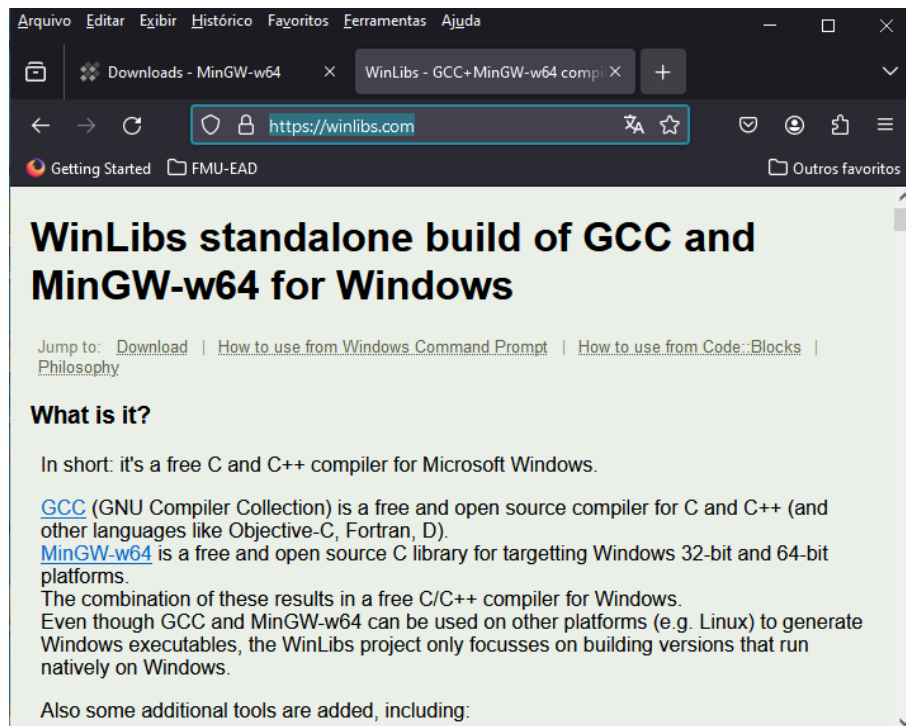 Arquivo Editar Exibir Histórico Favoritos Ferramentas Ajuda
Downloads - MinGW-w64
WinLibs - GCC+MinGW-w64 compi
https://winlibs.com
Getting Started FMU-EAD Outros favoritos
WinLibs standalone build of GCC and
MinGW-w64 for Windows
Jump to: Download | How to use from Windows Command Prompt | How to use from Code::Blocks |
Philosophy
What is it?
In short: it's a free C and C++ compiler for Microsoft Windows.
GCC (GNU Compiler Collection) is a free and open source compiler for C and C++ (and
other languages like Objective-C, Fortran, D).
MinGW-w64 is a free and open source C library for targetting Windows 32-bit and 64-bit
platforms.
The combination of these results in a free C/C++ compiler for Windows.
Even though GCC and MinGW-w64 can be used on other platforms (e.g. Linux) to generate
Windows executables, the WinLibs project only focusses on building versions that run
natively on Windows.
Also some additional tools are added, including: